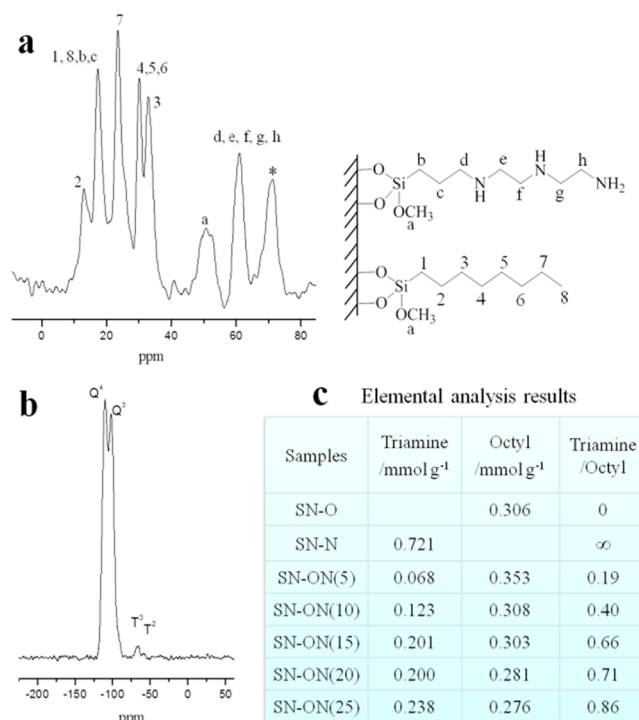 a
7
1, 8,b,c
4,5,6
3
2
d, e, f, g, h
*
a
0 20 40 60 80
ppm
b d e H N h
O
Si
c N H f N g NH₂
O
OCH₃
a
1 3 5 7
O
Si
2 4 6 8
O
OCH₃
a
b
Q⁴
Q³
T³
T²
-200 -150 -100 -50 0 50
ppm
c Elemental analysis results
Samples Triamine /mmol g⁻¹ Octyl /mmol g⁻¹ Triamine /Octyl
SN-O 0.306 0
SN-N 0.721 ∞
SN-ON(5) 0.068 0.353 0.19
SN-ON(10) 0.123 0.308 0.40
SN-ON(15) 0.201 0.303 0.66
SN-ON(20) 0.200 0.281 0.71
SN-ON(25) 0.238 0.276 0.86